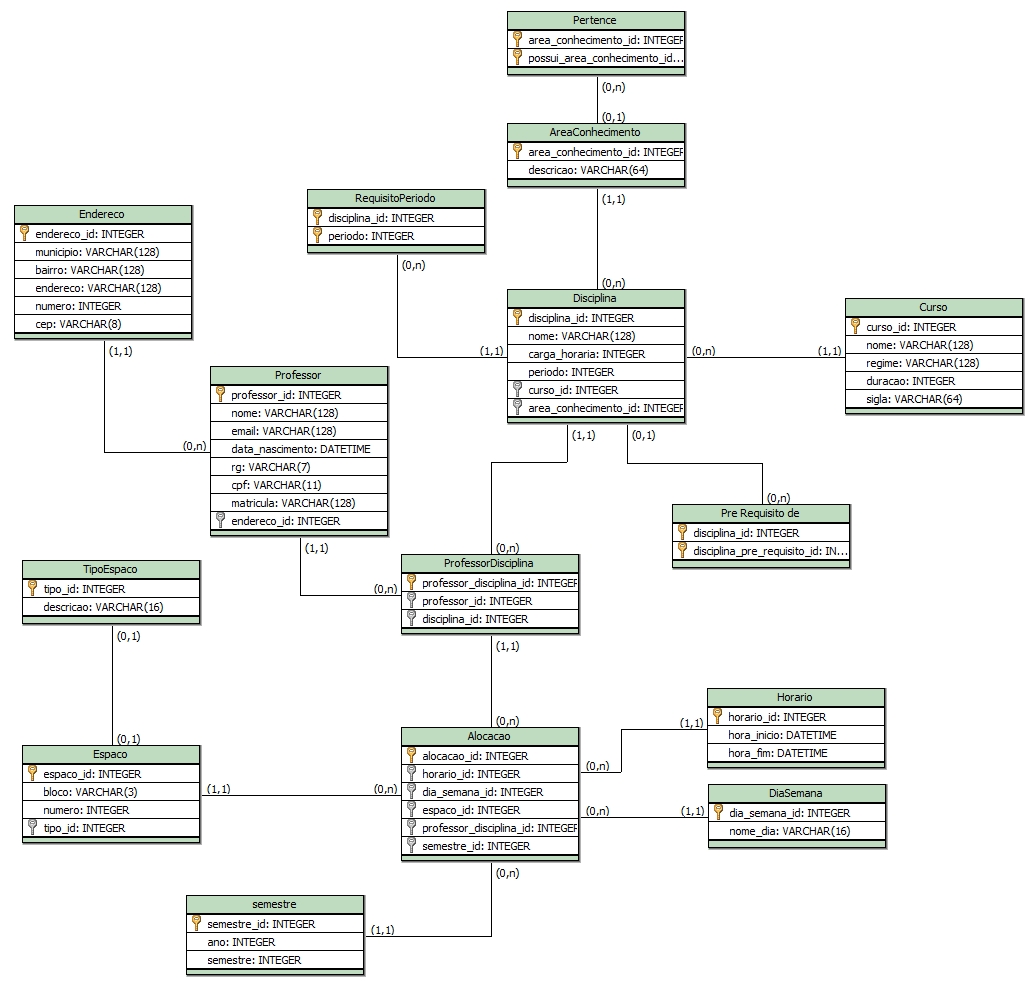 Pertence
area_conhecimento_id: INTEGER
possui_area_conhecimento_id...
(0,n)
(0,1)
AreaConhecimento
area_conhecimento_id: INTEGER
descricao: VARCHAR(64)
(1,1)
(0,n)
RequisitoPeriodo
disciplina_id: INTEGER
periodo: INTEGER
(0,n)
(1,1)
Endereco
endereco_id: INTEGER
municipio: VARCHAR(128)
bairro: VARCHAR(128)
endereco: VARCHAR(128)
numero: INTEGER
cep: VARCHAR(8)
(1,1)
(0,n)
Disciplina
disciplina_id: INTEGER
nome: VARCHAR(128)
carga_horaria: INTEGER
periodo: INTEGER
curso_id: INTEGER
area_conhecimento_id: INTEGER
(0,n)
(1,1)
Curso
curso_id: INTEGER
nome: VARCHAR(128)
regime: VARCHAR(128)
duracao: INTEGER
sigla: VARCHAR(64)
Professor
professor_id: INTEGER
nome: VARCHAR(128)
email: VARCHAR(128)
data_nascimento: DATETIME
rg: VARCHAR(7)
cpf: VARCHAR(11)
matricula: VARCHAR(128)
endereco_id: INTEGER
(1,1)
(0,n)
(1,1)
(0,1)
(0,n)
(0,n)
Pre Requisito de
disciplina_id: INTEGER
disciplina_pre_requisito_id: IN...
ProfessorDisciplina
professor_disciplina_id: INTEGER
professor_id: INTEGER
disciplina_id: INTEGER
(1,1)
(0,n)
TipoEspaco
tipo_id: INTEGER
descricao: VARCHAR(16)
(0,1)
(0,1)
Espaco
espaco_id: INTEGER
bloco: VARCHAR(3)
numero: INTEGER
tipo_id: INTEGER
(1,1)
(0,n)
Alocacao
alocacao_id: INTEGER
horario_id: INTEGER
dia_semana_id: INTEGER
espaco_id: INTEGER
professor_disciplina_id: INTEGER
semestre_id: INTEGER
(0,n)
(1,1)
Horario
horario_id: INTEGER
hora_inicio: DATETIME
hora_fim: DATETIME
(0,n)
(1,1)
DiaSemana
dia_semana_id: INTEGER
nome_dia: VARCHAR(16)
(0,n)
(1,1)
semestre
semestre_id: INTEGER
ano: INTEGER
semestre: INTEGER